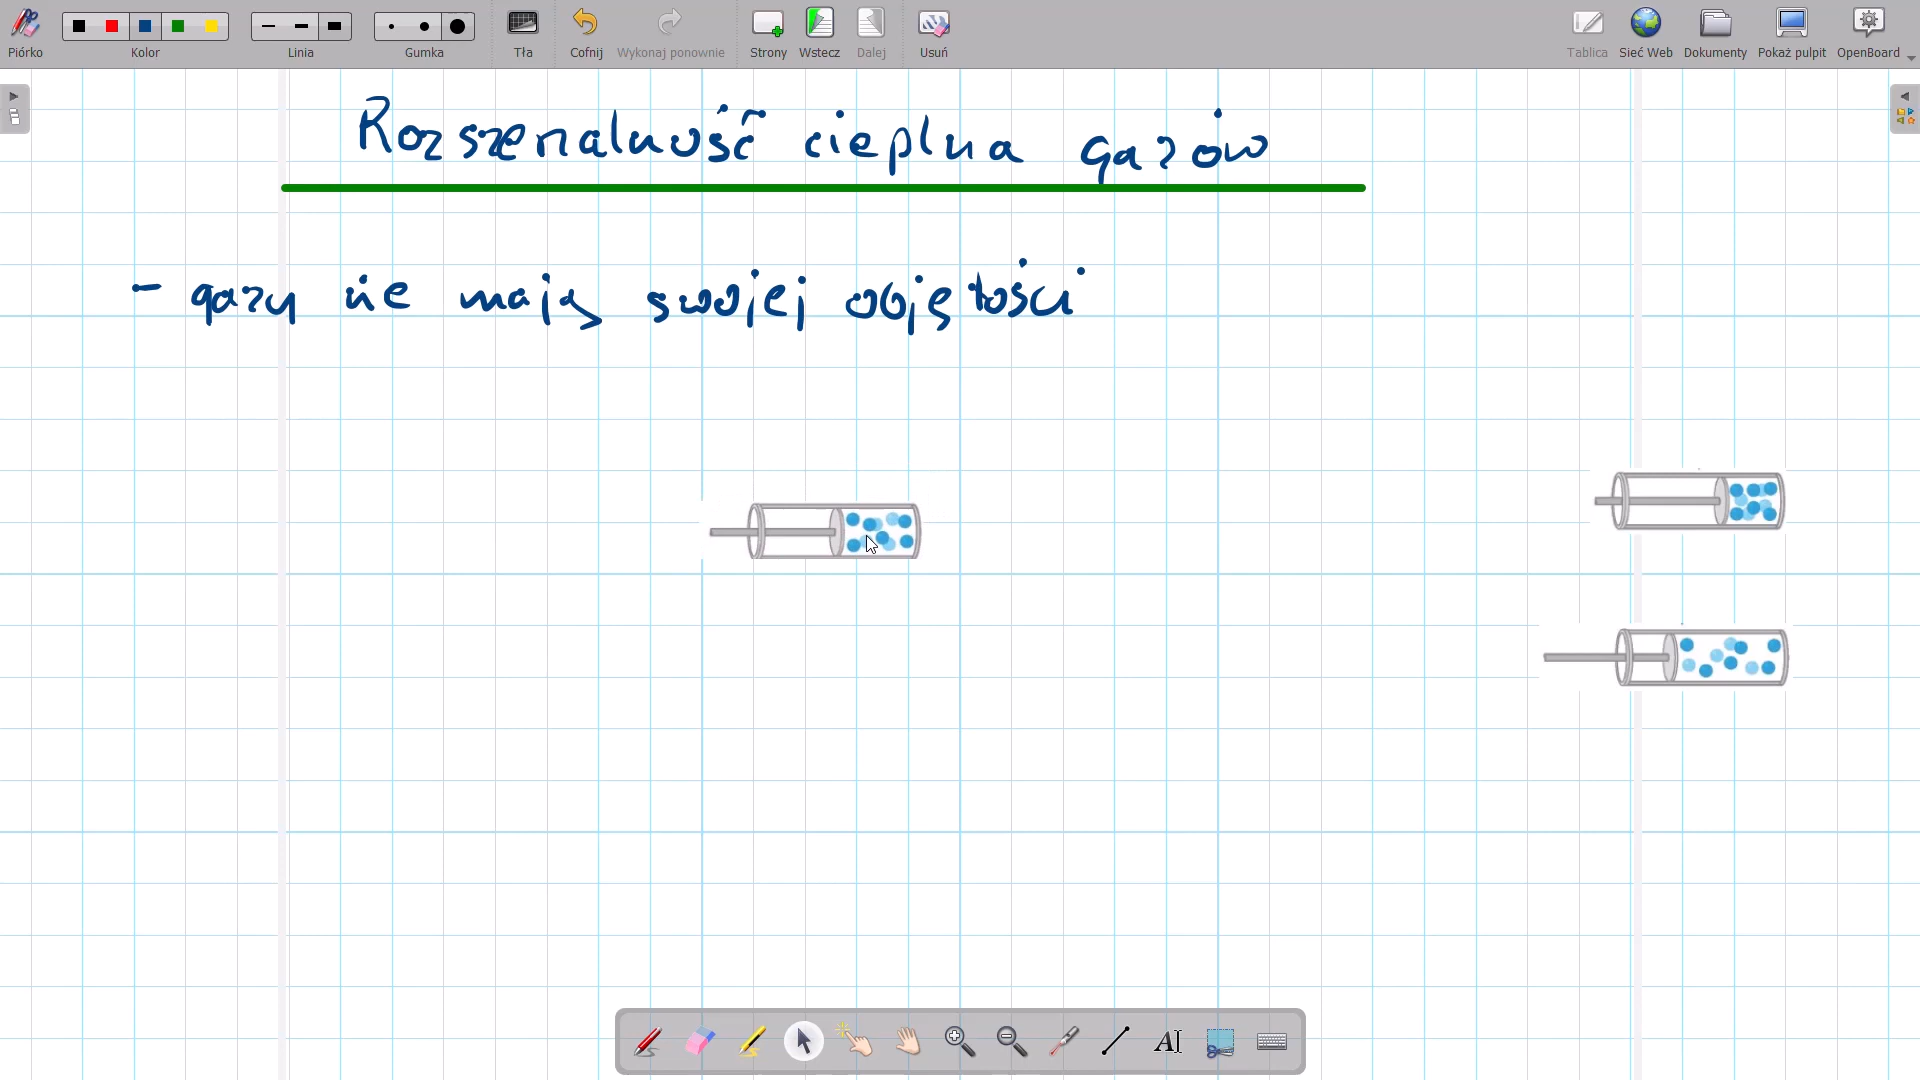 Piórko Kolor Linia Gumka Tła Cofnij Wykonaj ponownie Strony Wstecz Dalej Usuń Tablica Sieć Web Dokumenty Pokaż pulpit OpenBoard
Rozszerzalność cieplna gazów
- gazy nie mają swojej objętości